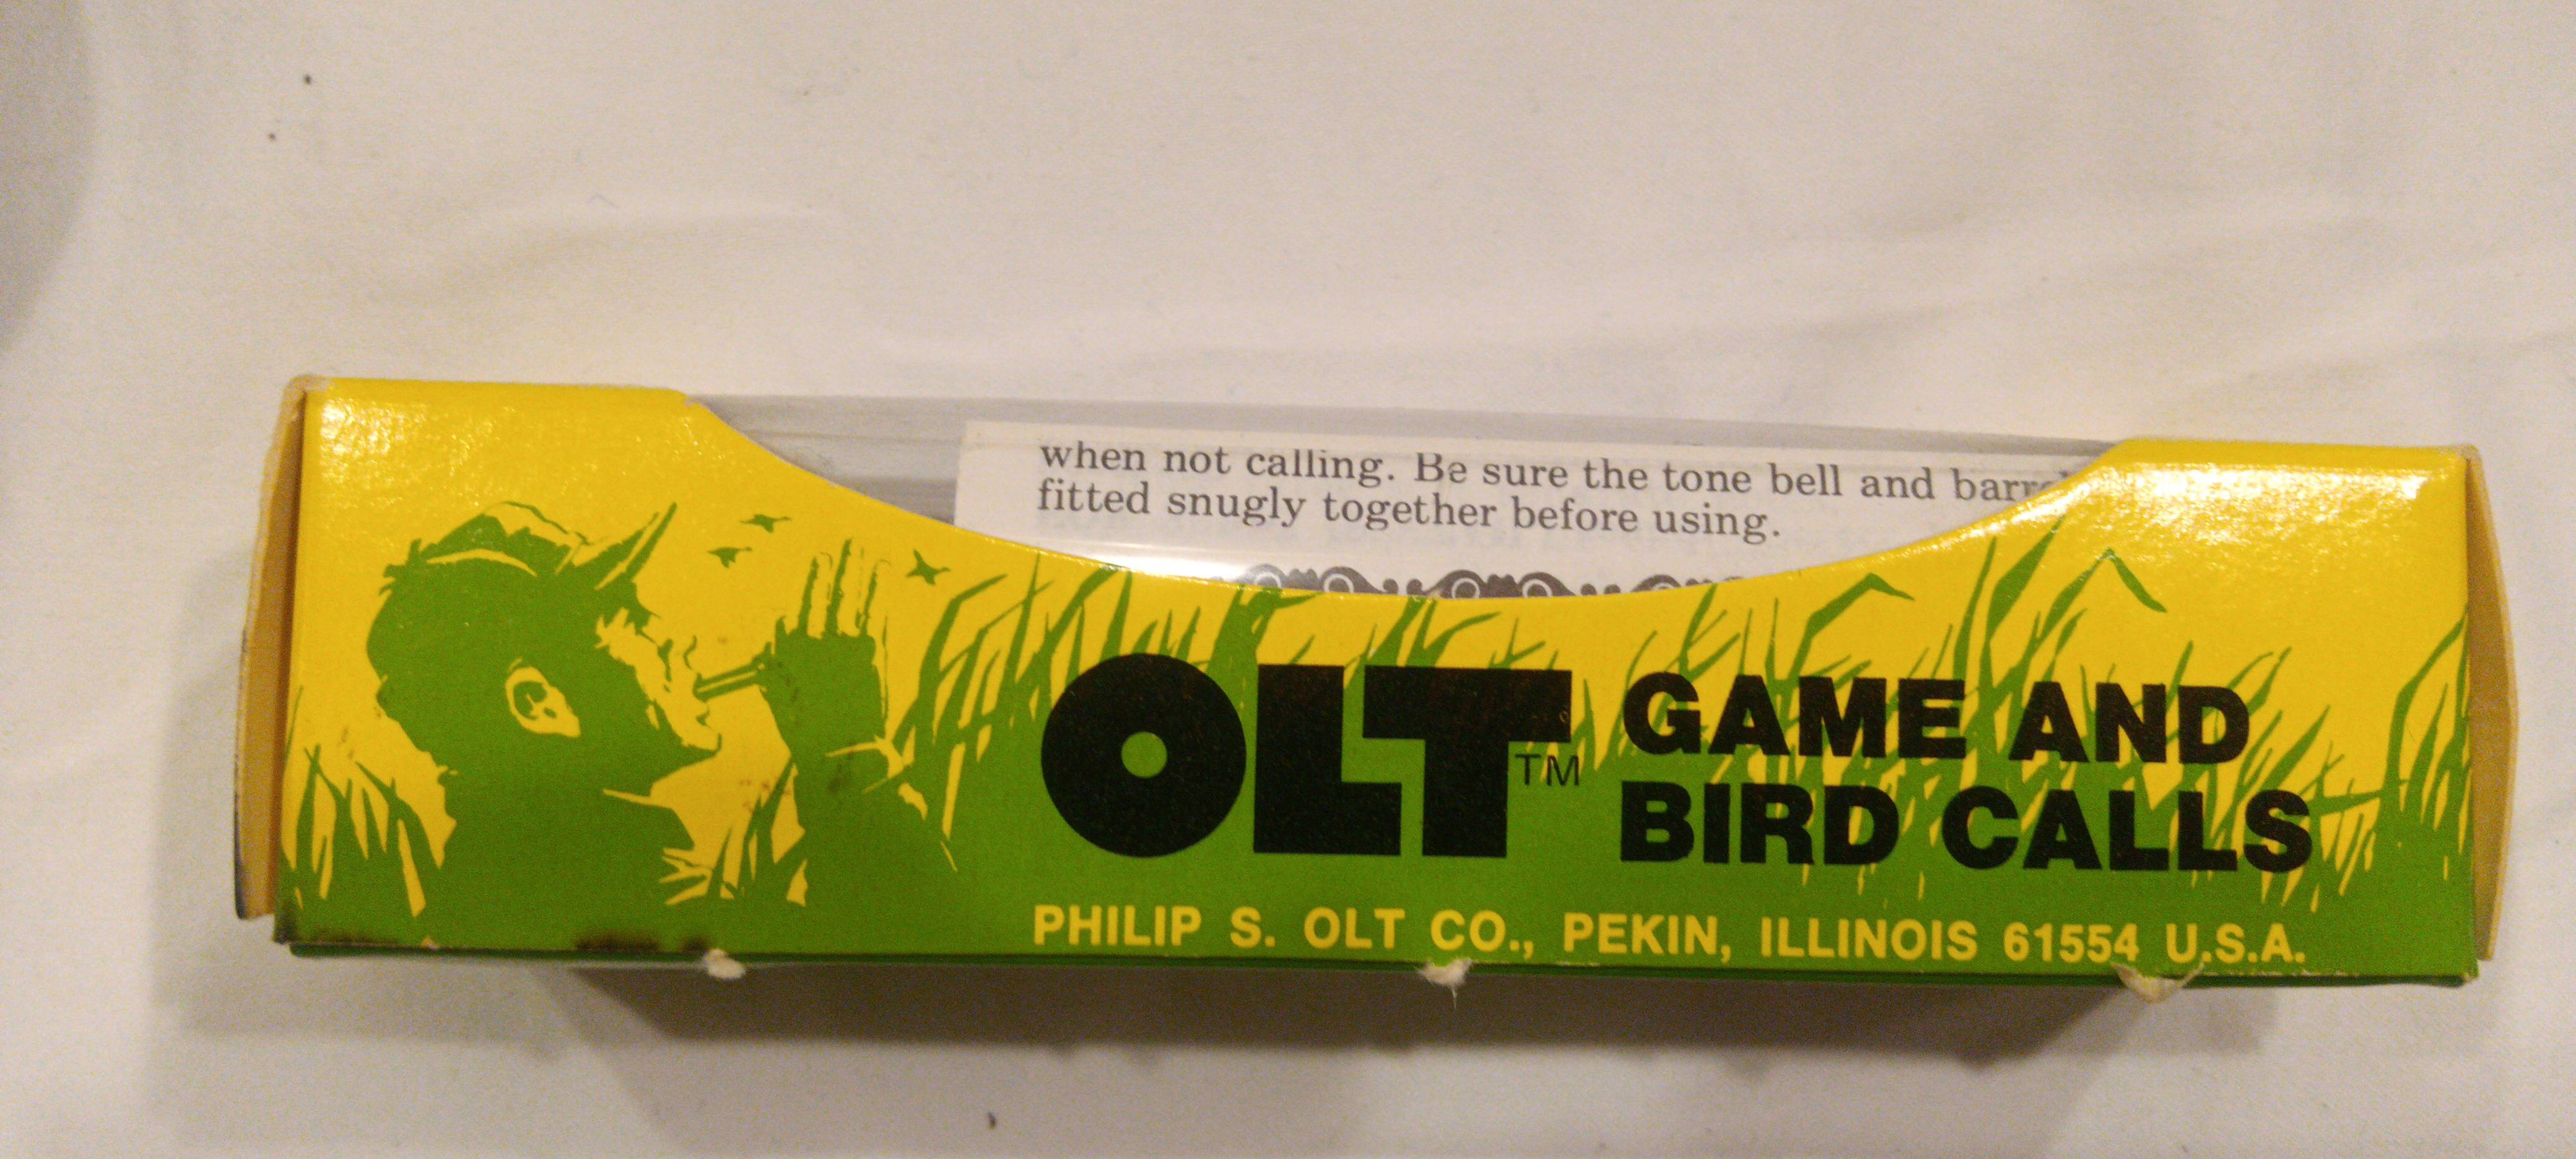 when not calling. Be sure the tone bell and
fitted snugly together before using.
OLT™
GAME AND
BIRD CALLS
PHILIP S. OLT CO., PEKIN, ILLINOIS 61554 U.S.A.